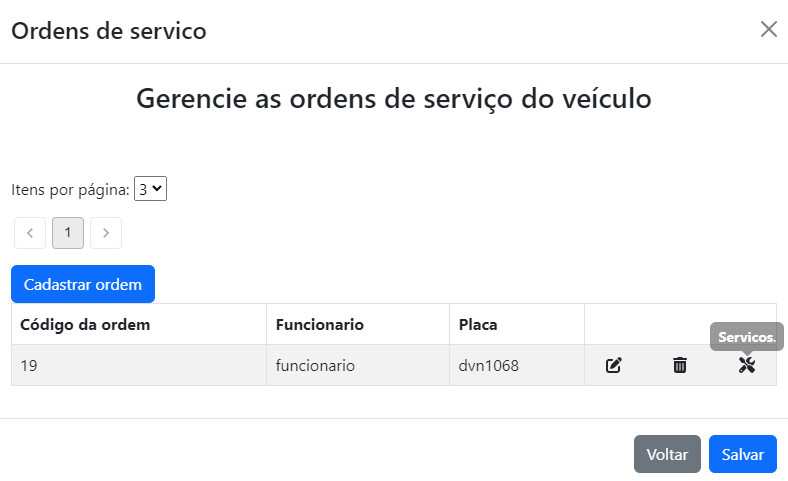 Ordens de servico
Gerencie as ordens de serviço do veículo
Itens por página: 3
1
Cadastrar ordem
Código da ordem Funcionario Placa
Servicos.
19 funcionario dvn1068
Voltar Salvar